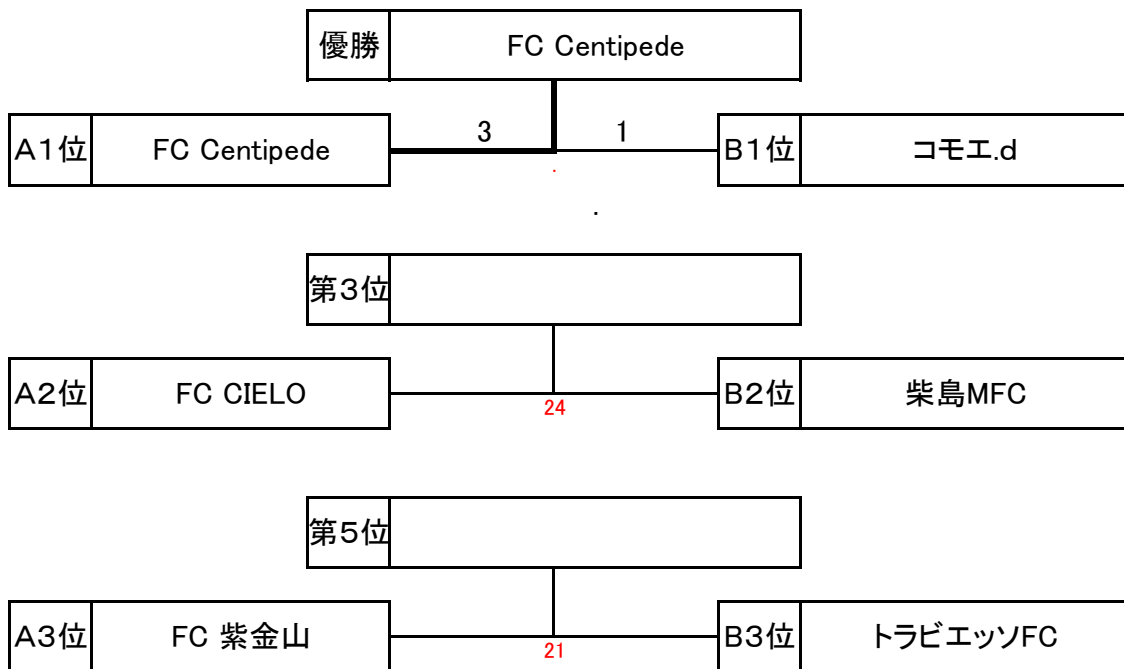 優勝 FC Centipede
3 1
A1位 FC Centipede B1位 コモエ.d
.
.
第3位
A2位 FC CIELO B2位 柴島MFC
24
第5位
A3位 FC 紫金山 B3位 トラビエッソFC
21